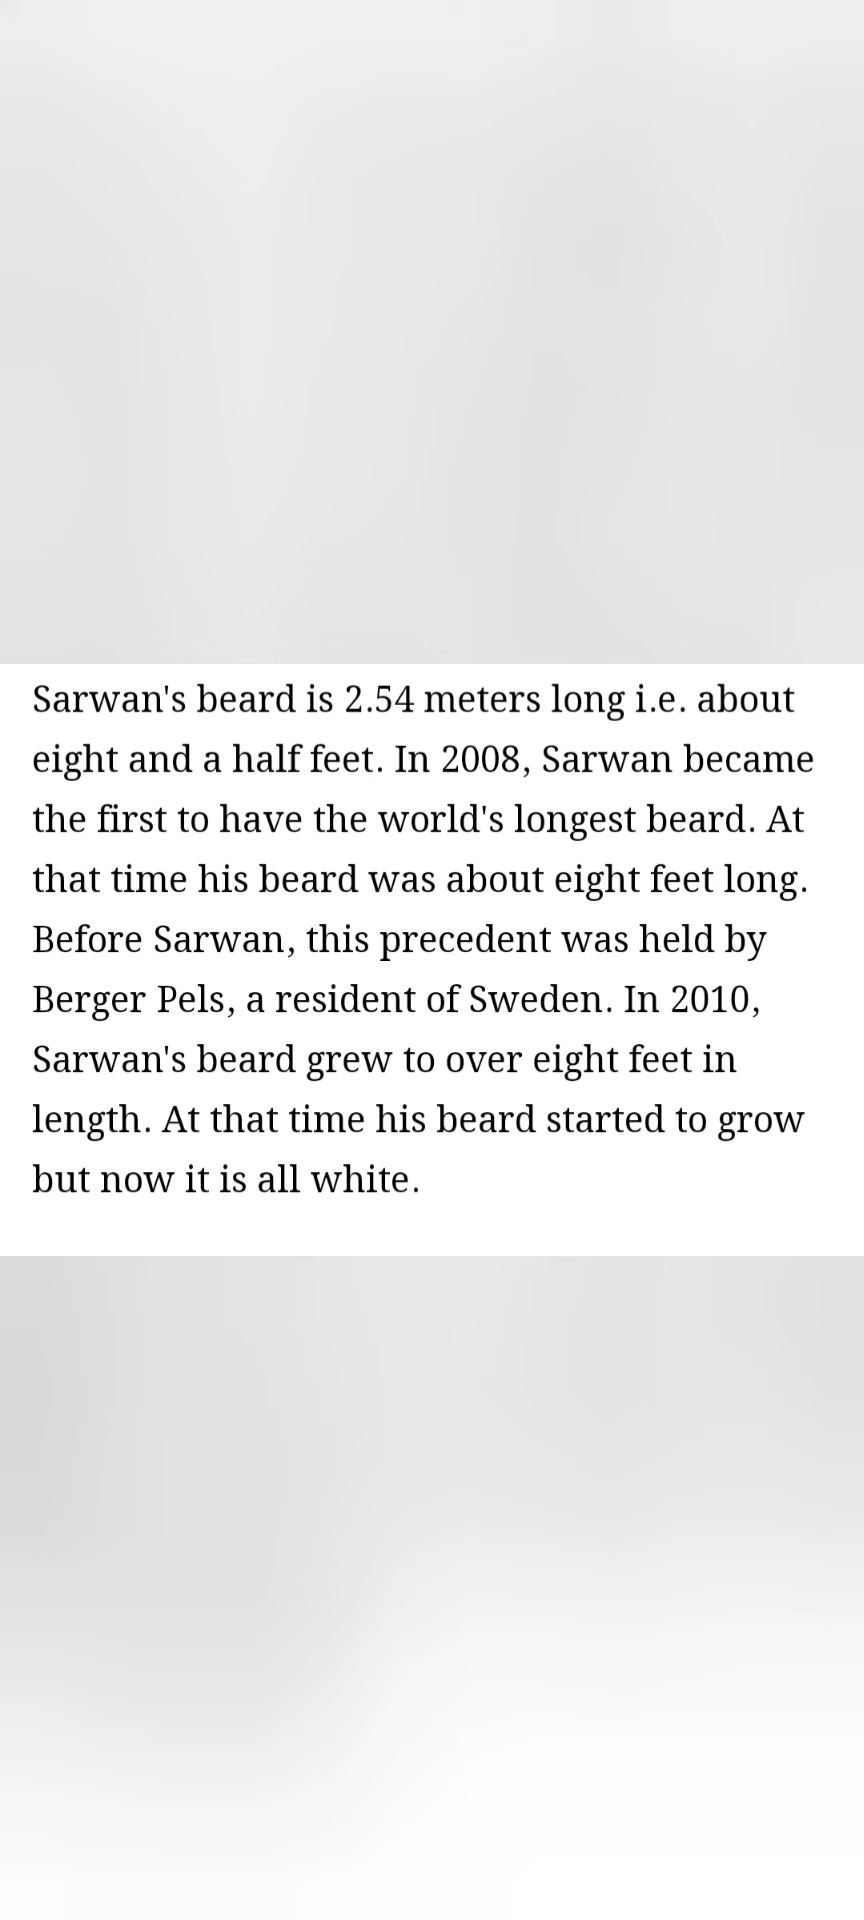 Sarwan's beard is 2.54 meters long i.e. about
eight and a half feet. In 2008, Sarwan became
the first to have the world's longest beard. At
that time his beard was about eight feet long.
Before Sarwan, this precedent was held by
Berger Pels, a resident of Sweden. In 2010,
Sarwan's beard grew to over eight feet in
length. At that time his beard started to grow
but now it is all white.